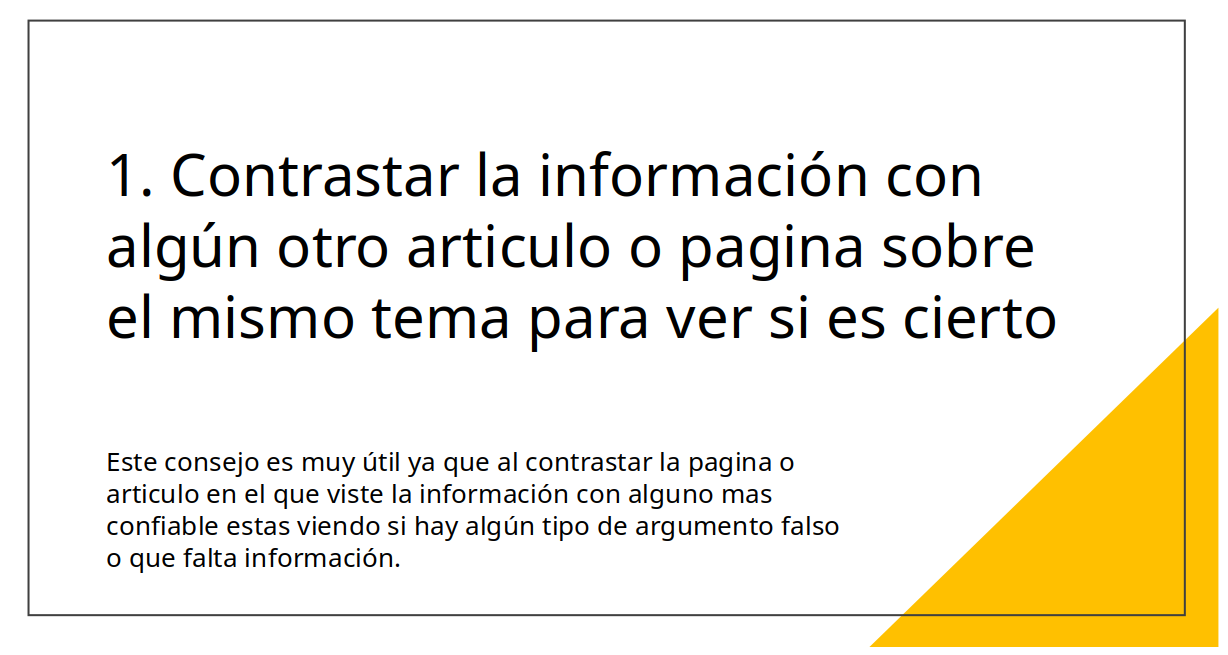 1. Contrastar la información con
algún otro articulo o pagina sobre
el mismo tema para ver si es cierto
Este consejo es muy útil ya que al contrastar la pagina o
articulo en el que viste la información con alguno mas
confiable estas viendo si hay algún tipo de argumento falso
o que falta información.